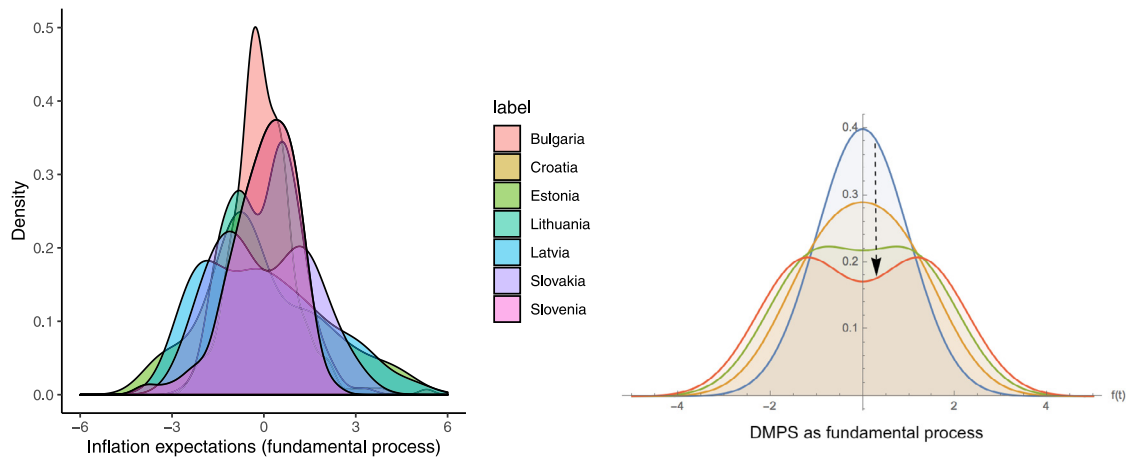 0.5
0.4
0.3
0.2
0.1
0.0
Density
−6
−3
0
3
6
Inflation expectations (fundamental process)
label
Bulgaria
Croatia
Estonia
Lithuania
Latvia
Slovakia
Slovenia
0.4
0.3
0.2
0.1
-4
-2
2
4
f(t)
DMPS as fundamental process